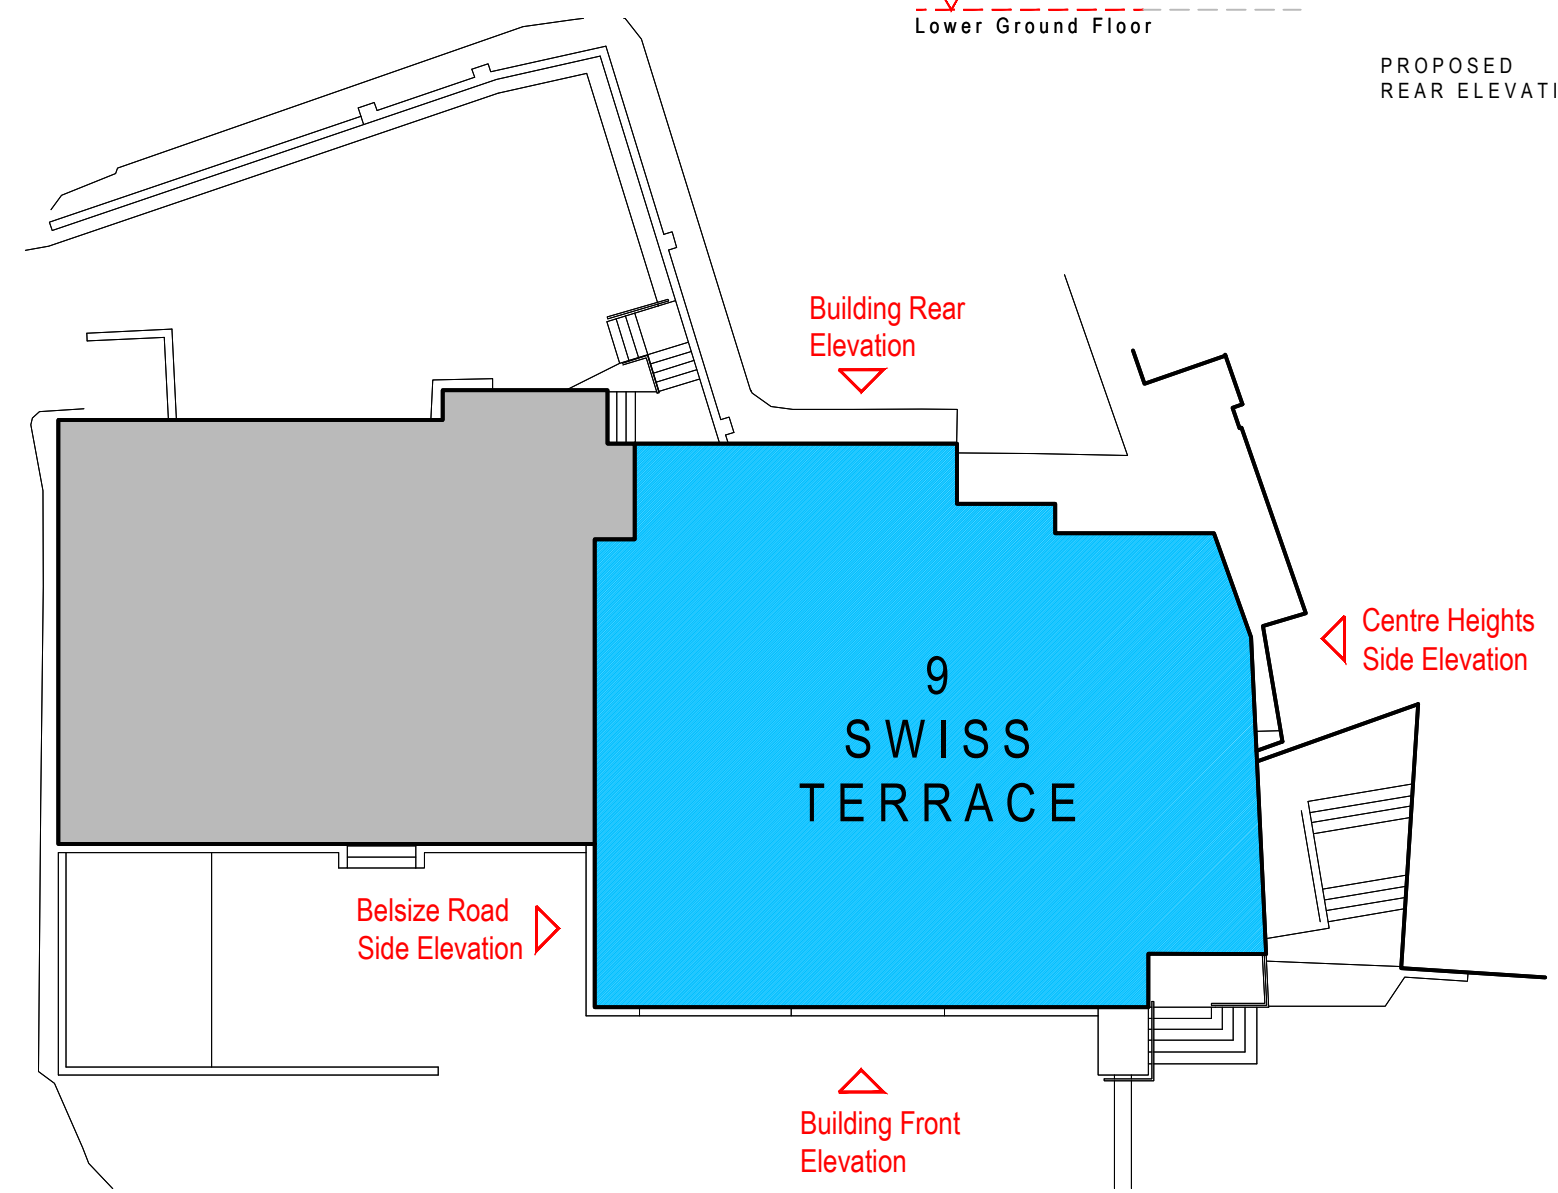 Lower Ground Floor
PROPOSED
REAR
Building Rear
Elevation
Centre Heights
Side Elevation
9
SWISS
TERRACE
Belsize Road
Side Elevation
Building Front
Elevation